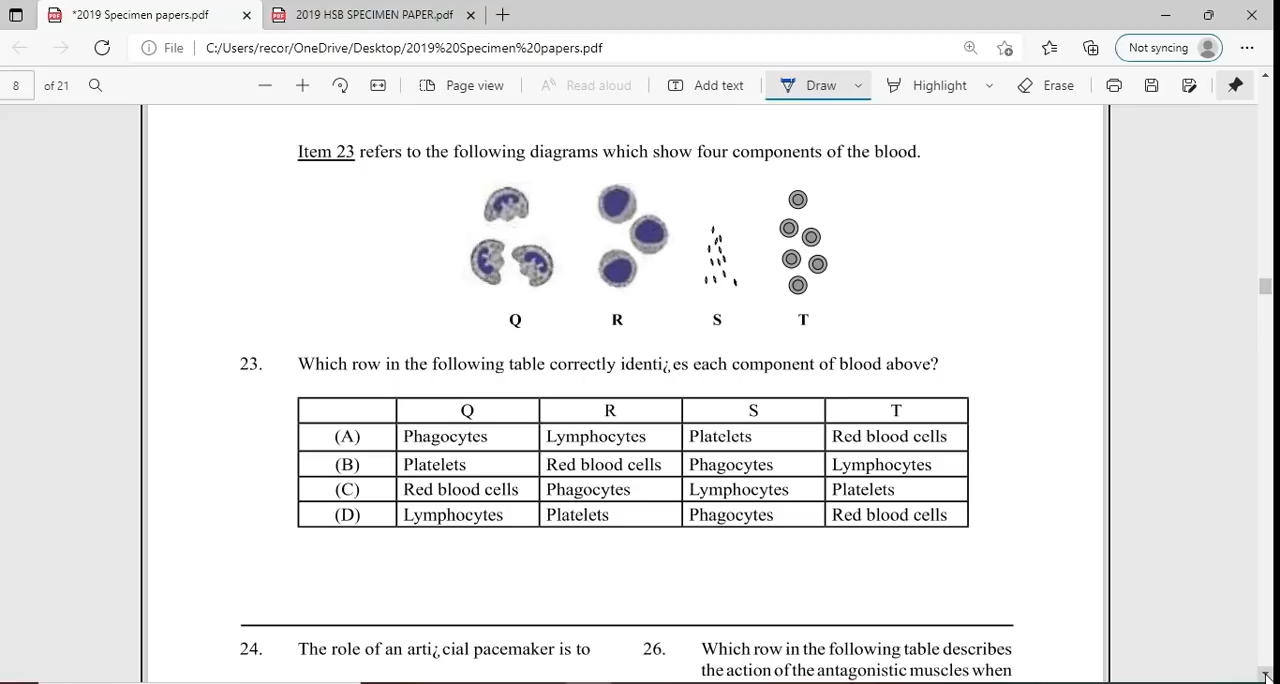 *2019 Specimen papers.pdf
2019 HSB SPECIMEN PAPER.pdf
File C:/Users/recor/OneDrive/Desktop/2019%20Specimen%20papers.pdf Not syncing
8 of 21 Page view Read aloud Add text Draw Highlight Erase
Item 23 refers to the following diagrams which show four components of the blood.
Q R S T
23. Which row in the following table correctly identi¿es each component of blood above?
Q R S T
(A) Phagocytes Lymphocytes Platelets Red blood cells
(B) Platelets Red blood cells Phagocytes Lymphocytes
(C) Red blood cells Phagocytes Lymphocytes Platelets
(D) Lymphocytes Platelets Phagocytes Red blood cells
24. The role of an arti¿cial pacemaker is to
26. Which row in the following table describes
the action of the antagonistic muscles when